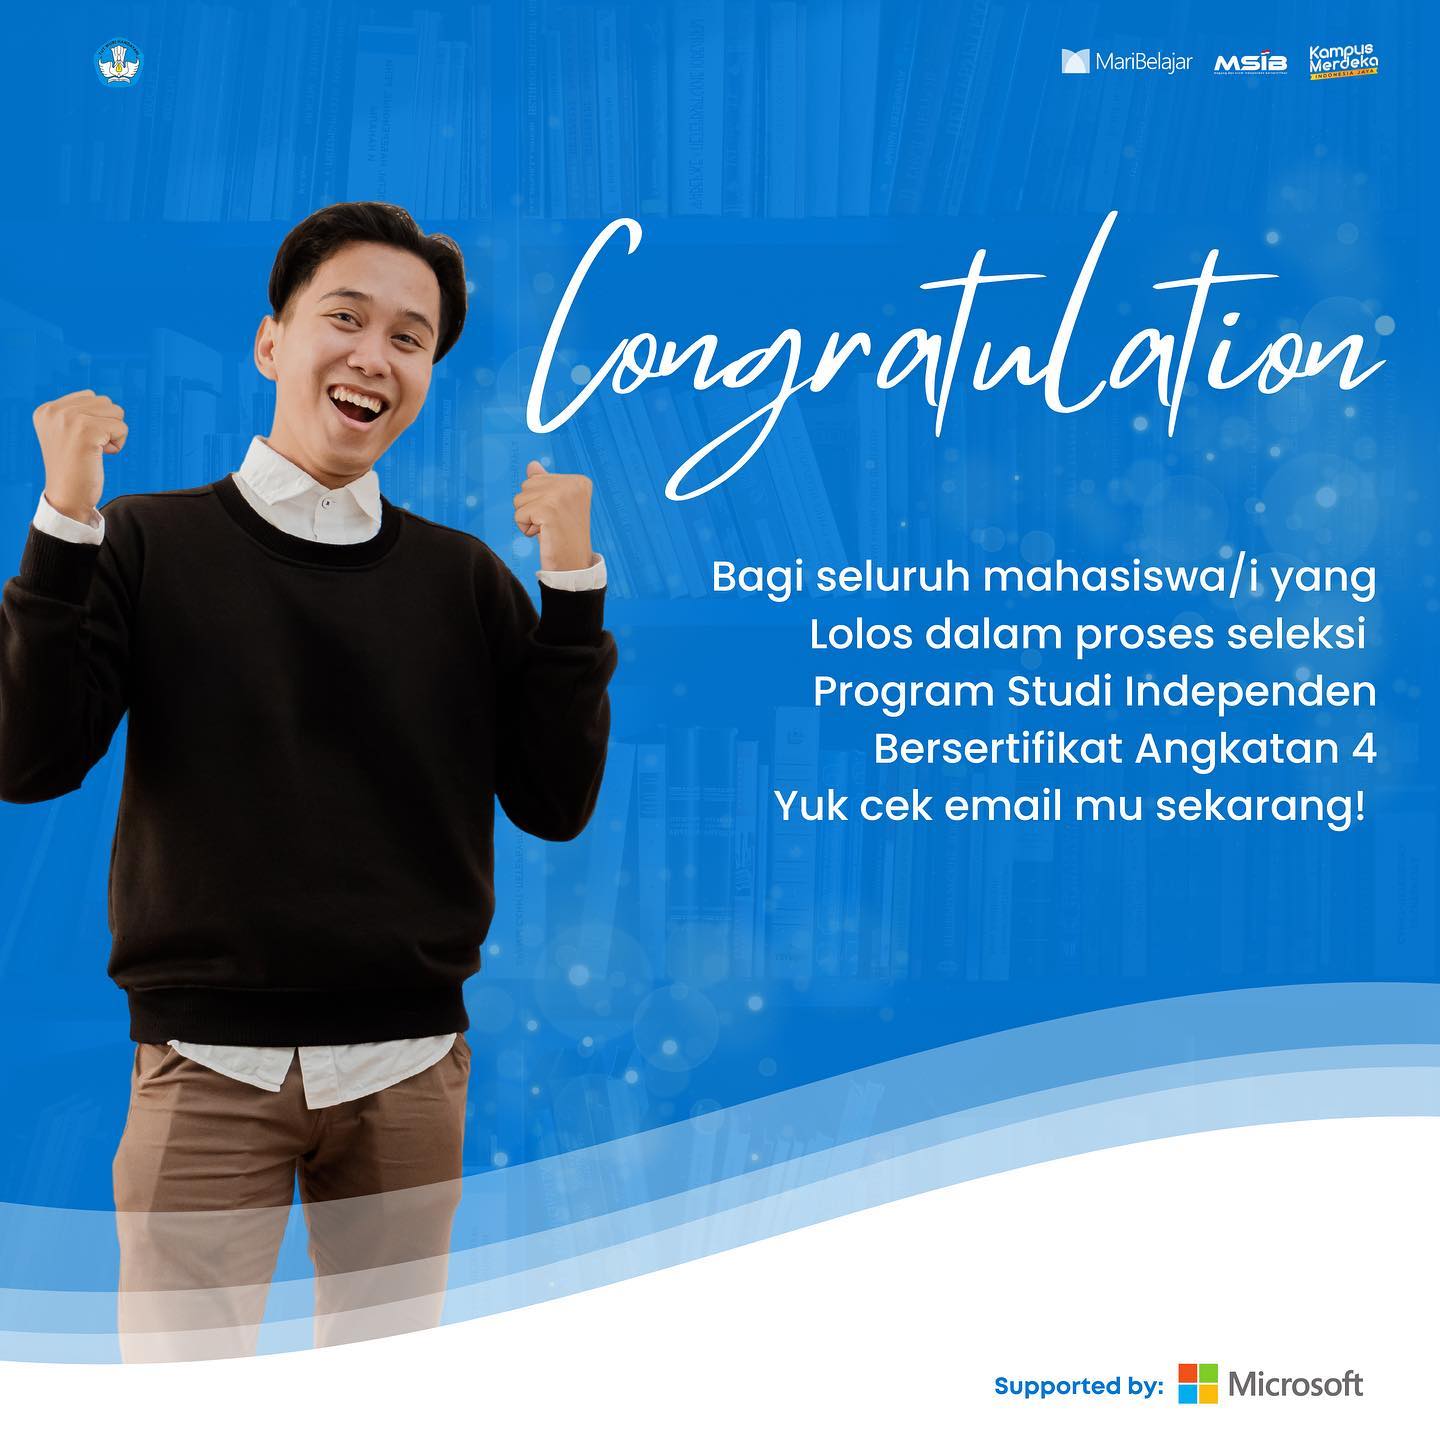 MariBelajar
MSIB
Kampus
Merdeka
INDONESIA JAYA
Congratulation
Bagi seluruh mahasiswa/i yang
Lolos dalam proses seleksi
Program Studi Independen
Bersertifikat Angkatan 4
Yuk cek email mu sekarang!
Supported by: Microsoft